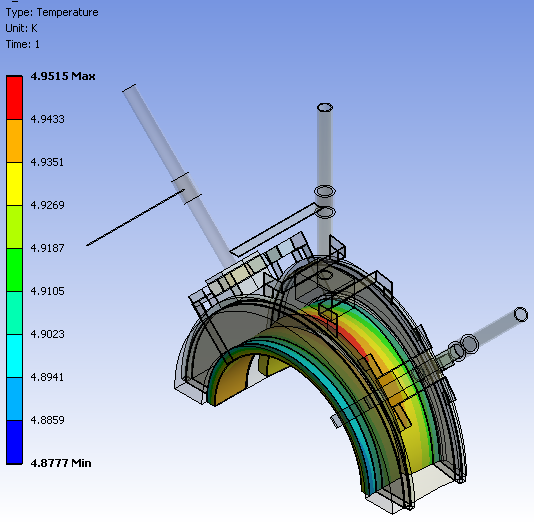 Type: Temperature
Unit: K
Time: 1
4.9515 Max
4.9433
4.9351
4.9269
4.9187
4.9105
4.9023
4.8941
4.8859
4.8777 Min